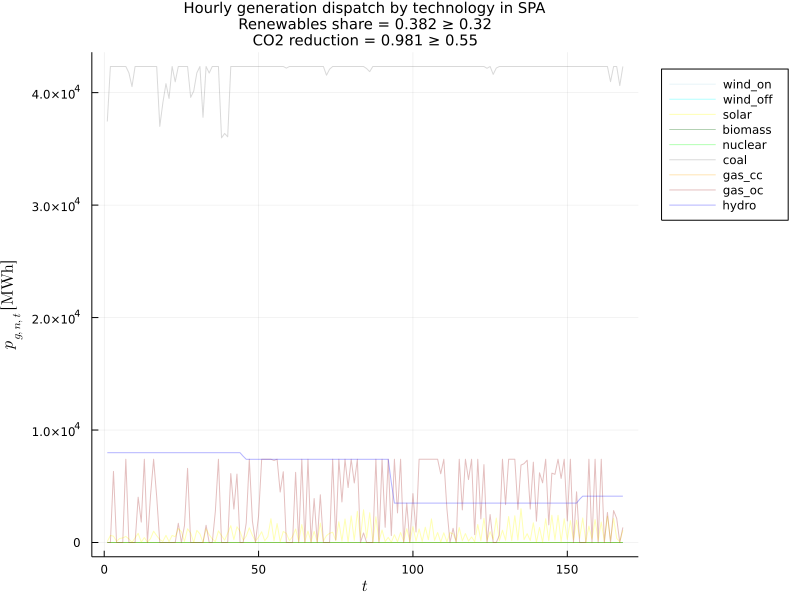 Hourly generation dispatch by technology in SPA
Renewables share = 0.382 ≥ 0.32
CO2 reduction = 0.981 ≥ 0.55
p g, n, t [MWh]
4.0×10⁴
3.0×10⁴
2.0×10⁴
1.0×10⁴
0
0 50 100 150
t
wind_on
wind_off
solar
biomass
nuclear
coal
gas_cc
gas_oc
hydro